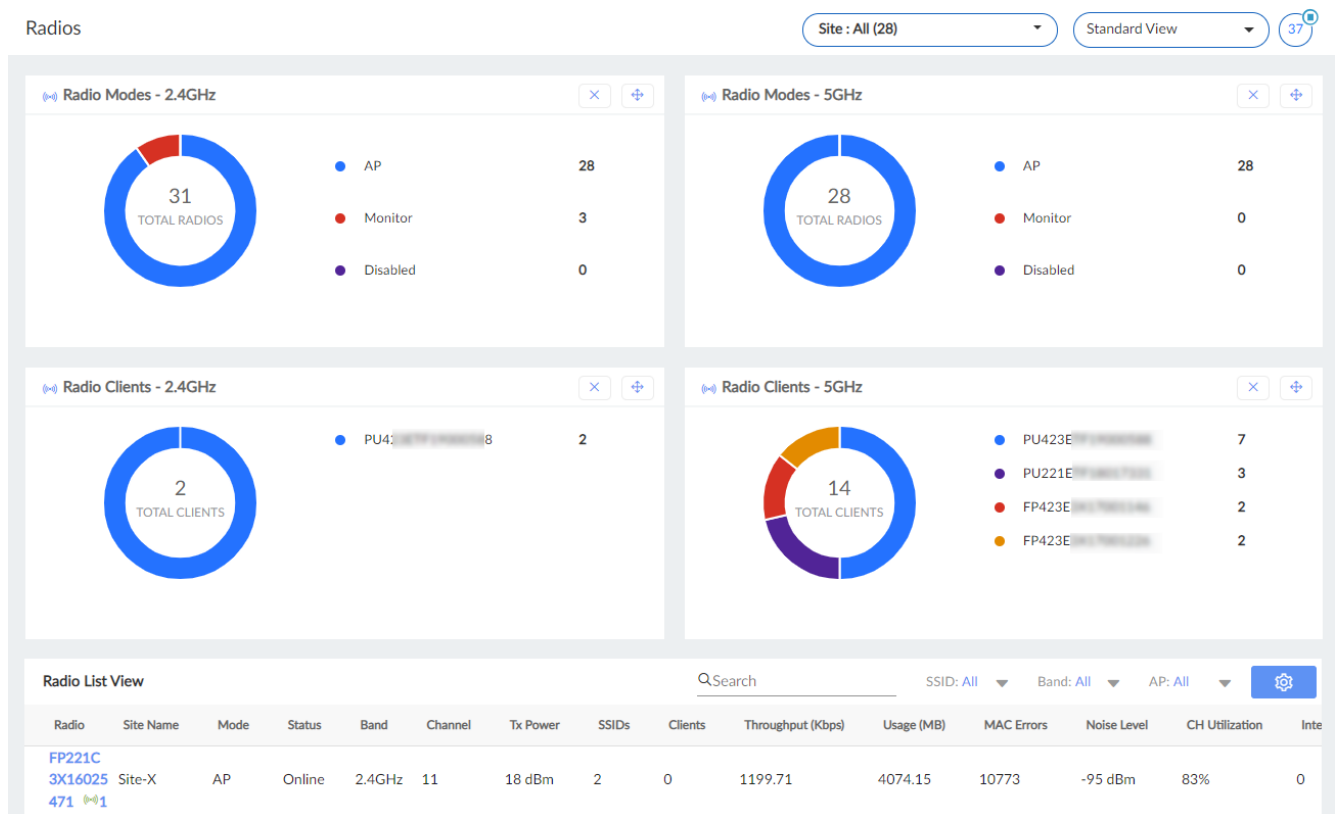 Radios
Site : All (28)
Standard View
37
Radio Modes - 2.4GHz
31
TOTAL RADIOS
AP 28
Monitor 3
Disabled 0
Radio Modes - 5GHz
28
TOTAL RADIOS
AP 28
Monitor 0
Disabled 0
Radio Clients - 2.4GHz
2
TOTAL CLIENTS
2
Radio Clients - 5GHz
14
TOTAL CLIENTS
PU423E 7
PU221E 3
FP423E 2
FP423E 2
Radio List View
Search
SSID: All
Band: All
AP: All
Radio Site Name Mode Status Band Channel Tx Power SSIDs Clients Throughput (Kbps) Usage (MB) MAC Errors Noise Level CH Utilization Inte
FP221C
3X16025 Site-X AP Online 2.4GHz 11 18 dBm 2 0 1199.71 4074.15 10773 -95 dBm 83% 0
471 1